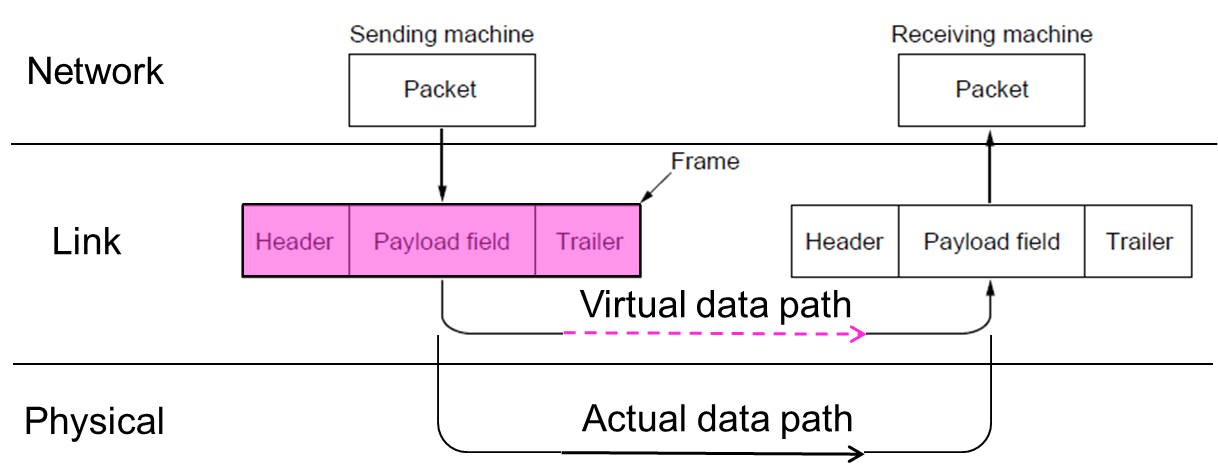 Sending machine
Receiving machine
Network
Packet
Packet
Frame
Link
Header
Payload field
Trailer
Header
Payload field
Trailer
Virtual data path
Physical
Actual data path